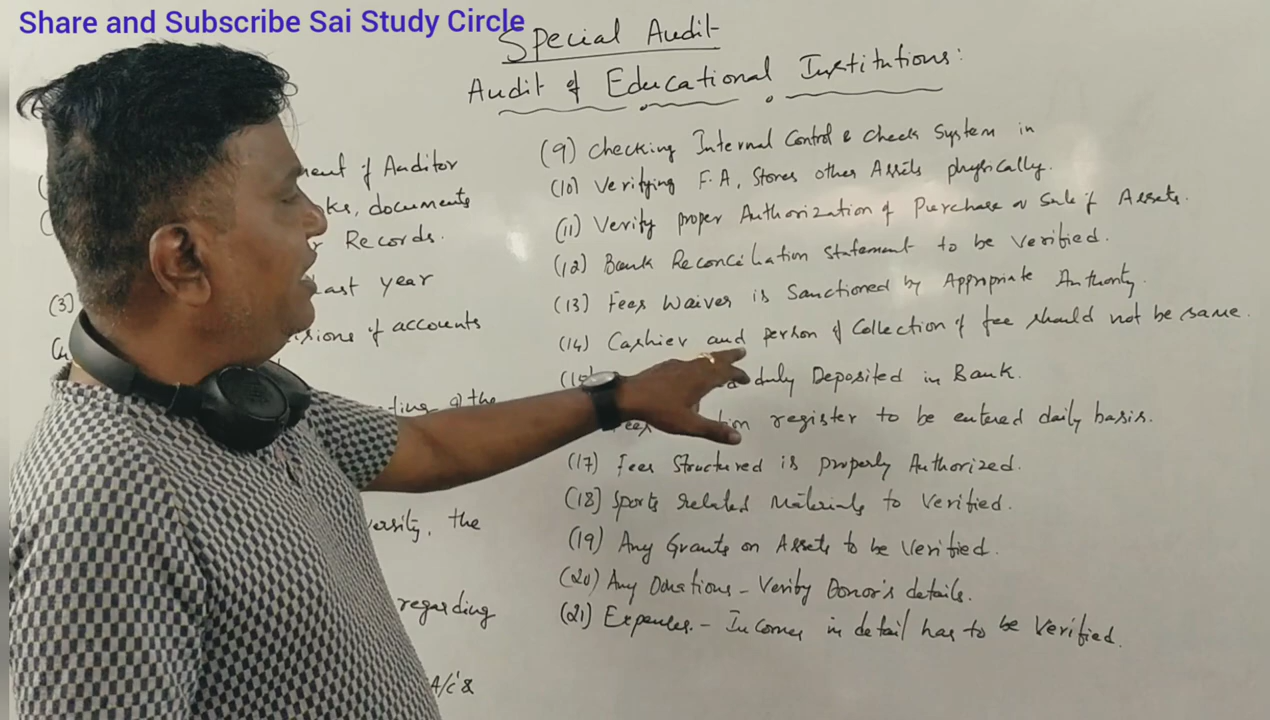 Share and Subscribe Sai Study Circle
Special Audit
Audit of Educational Institutions:
of Auditor
documents
Records.
last year
(3)
of accounts
the
the
regarding
A/c &
(9) Checking Internal Control & check System in
(10) Verifying F.A, Stores other Assets physically.
(11) Verify proper Authorization of Purchase or Sale of Assets.
(12) Bank Reconciliation Statement to be Verified.
(13) Fees Waiver is Sanctioned by Appropriate Authority.
(14) Cashier and person of Collection of fee should not be same.
duly Deposited in Bank.
Fees register to be entered daily basis.
(17) Fees Structured is properly Authorized.
(18) Sports related Materials to Verified.
(19) Any Grants on Assets to be Verified.
(20) Any Donations - Verify Donor's details.
(21) Expenses. - Incomes in detail has to be Verified.